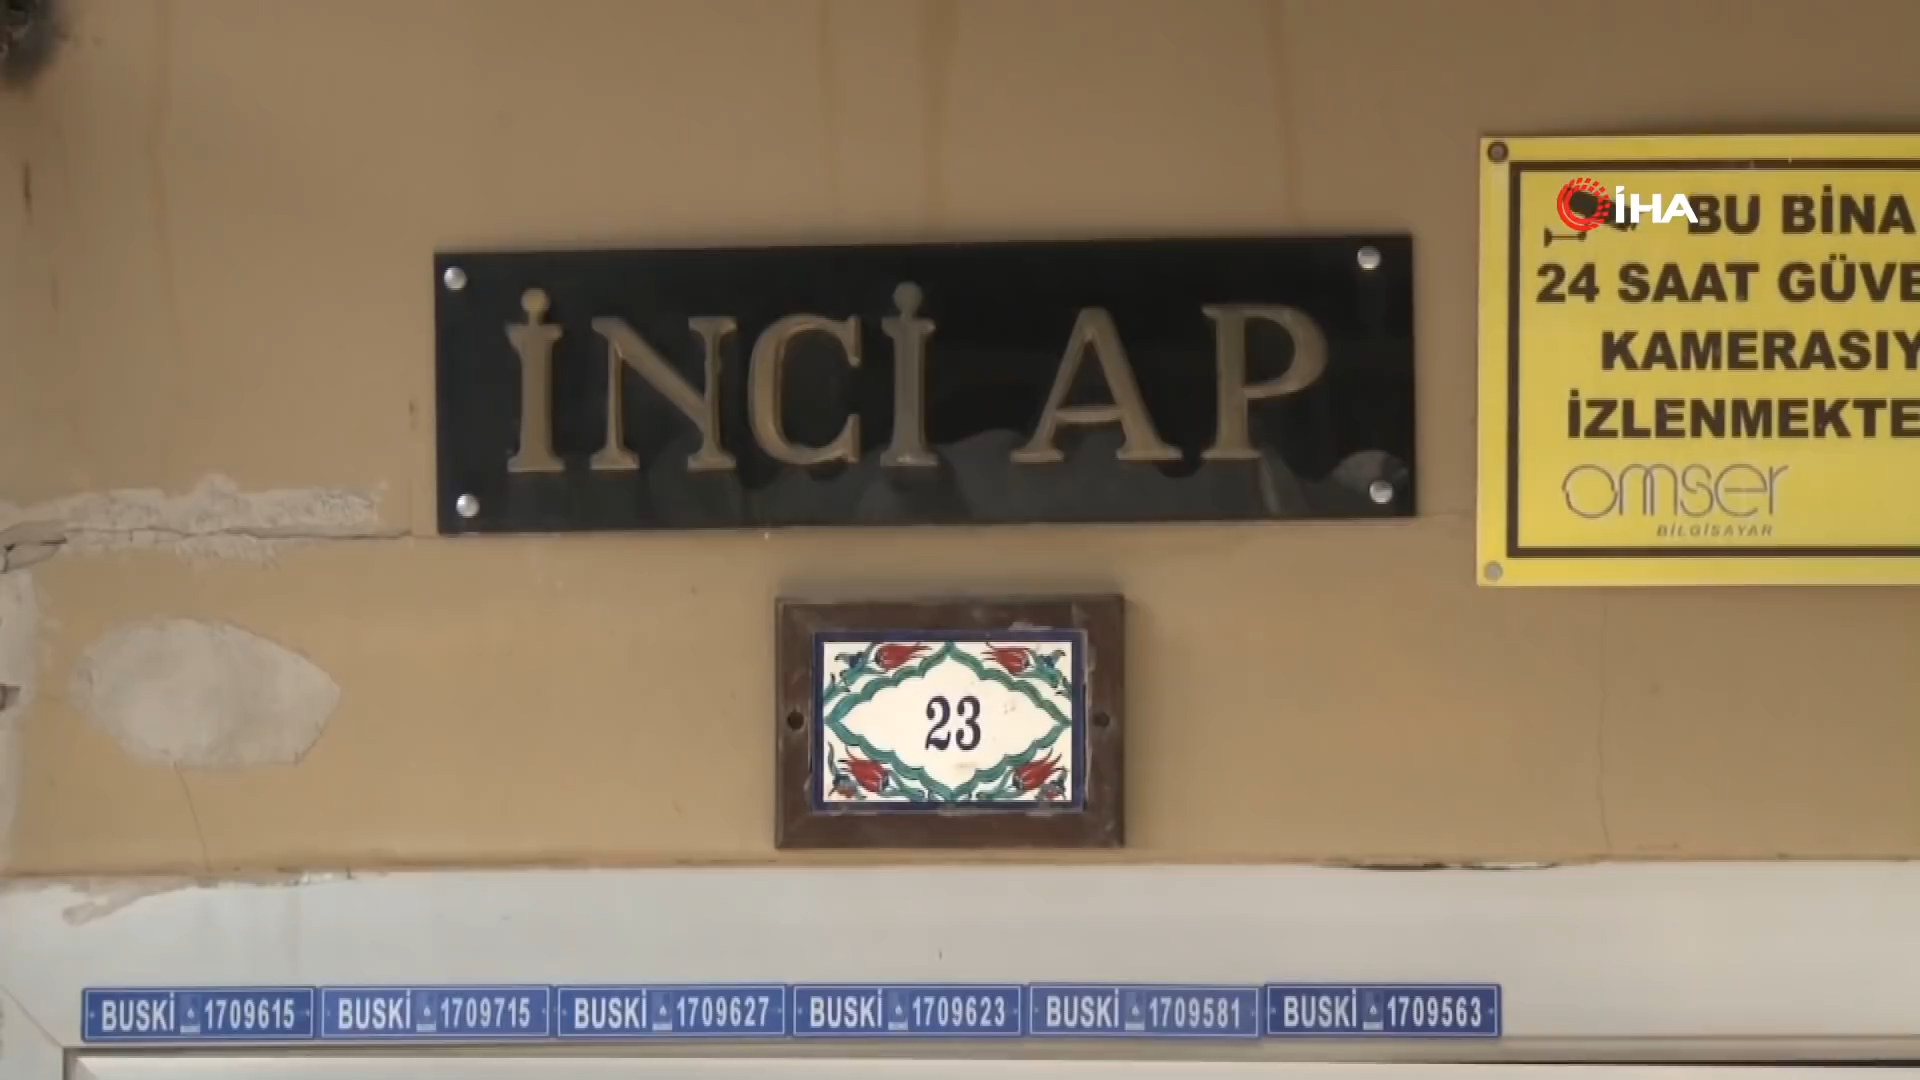 İHA
BU BİNA
24 SAAT GÜVE
KAMERASIY
İZLENMEKTE
omser
BİLGİSAYAR
İNCİ AP
23
BUSKİ 1709615
BUSKİ 1709715
BUSKİ 1709627
BUSKİ 1709623
BUSKİ 1709581
BUSKİ 1709563